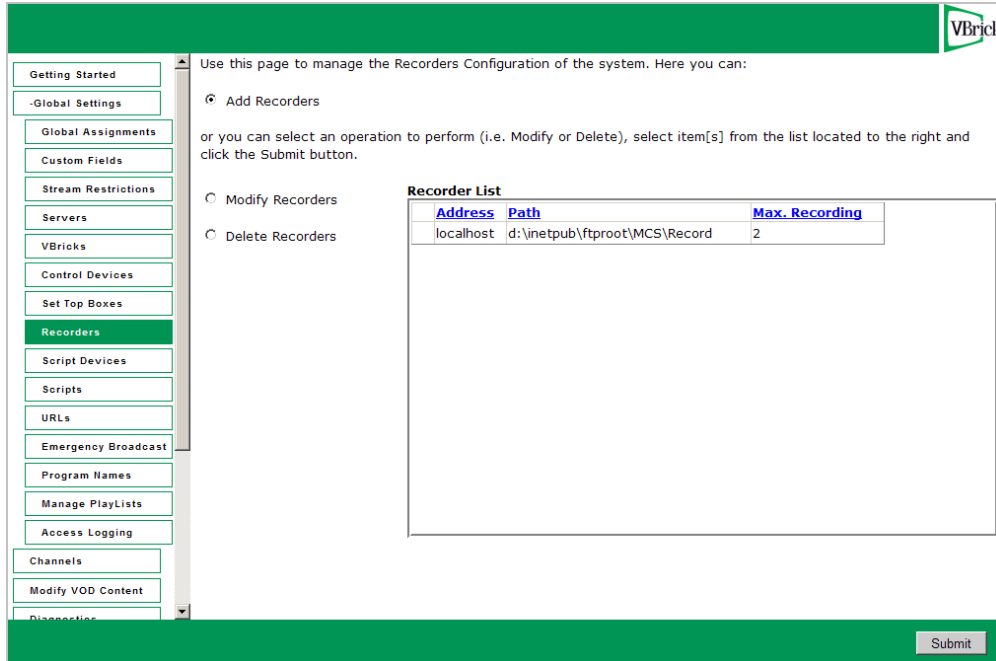 VBrick
Getting Started
-Global Settings
Global Assignments
Custom Fields
Stream Restrictions
Servers
VBricks
Control Devices
Set Top Boxes
Recorders
Script Devices
Scripts
URLs
Emergency Broadcast
Program Names
Manage PlayLists
Access Logging
Channels
Modify VOD Content
Diagnostics
Use this page to manage the Recorders Configuration of the system. Here you can:
Add Recorders
or you can select an operation to perform (i.e. Modify or Delete), select item[s] from the list located to the right and
click the Submit button.
Modify Recorders
Delete Recorders
Recorder List
Address Path Max. Recording
localhost d:\inetpub\ftproot\MCS\Record 2
Submit